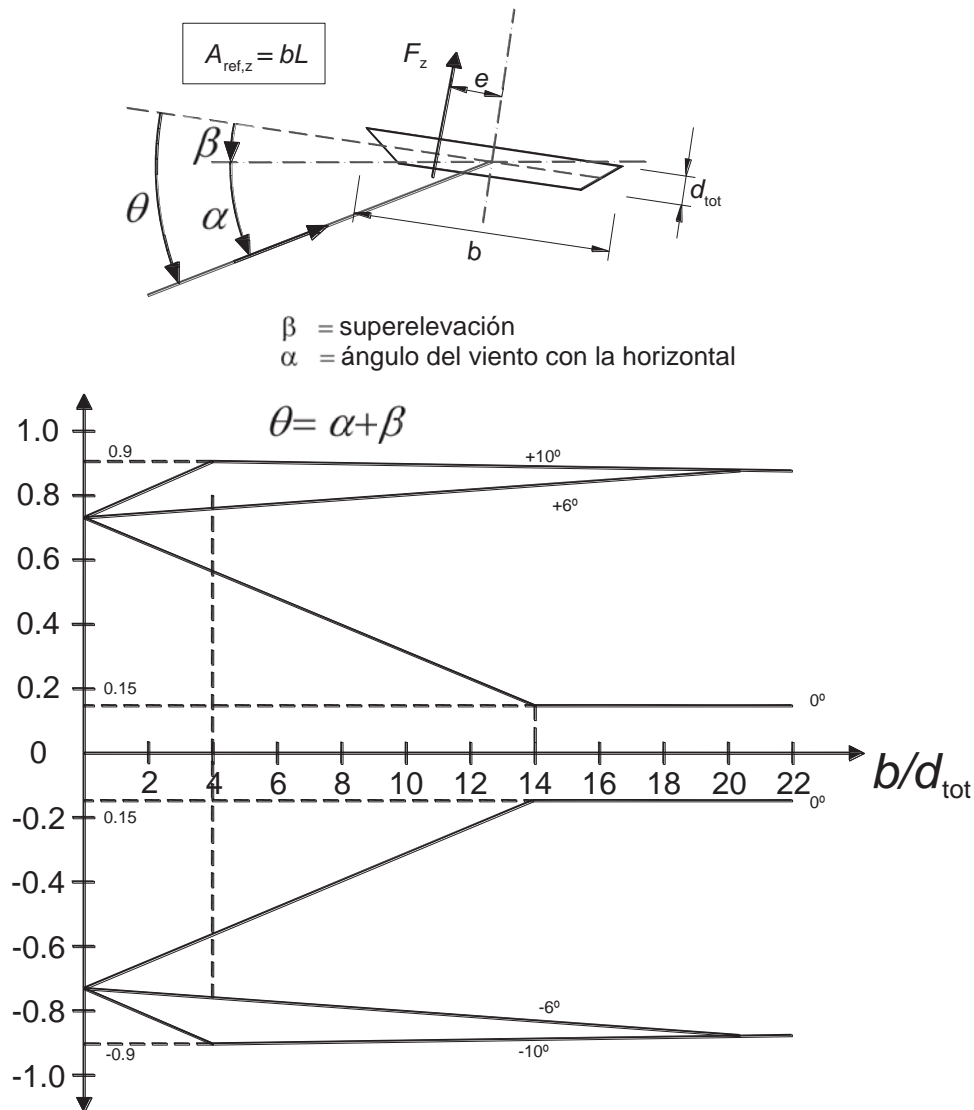 A_ref,z = bL
F_z
e
β
θ
α
b
d_tot
β = superelevación
α = ángulo del viento con la horizontal
θ= α+β
1.0
0.9
+10º
0.8
+6º
0.6
0.4
0.15
0.2
0º
0
2 4 6 8 10 12 14 16 18 20 22
b/d_tot
0.15
0º
-0.2
-0.4
-0.6
-0.8
-6º
-0.9
-10º
-1.0